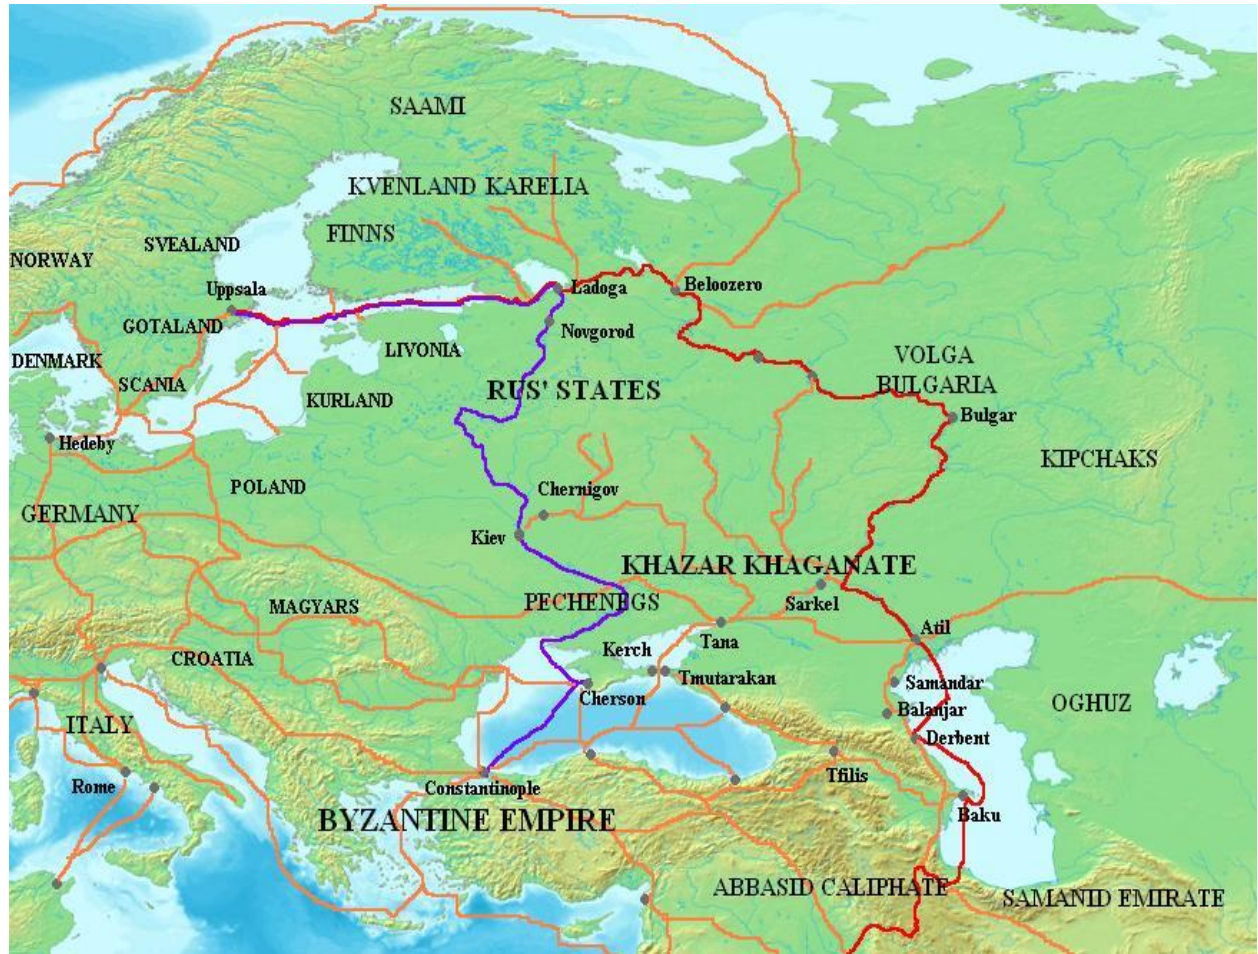 SAAMI
KVENLAND KARELIA
FINNS
SVEALAND
NORWAY
Uppsala
Ladoga
Beloozero
GOTALAND
Novgorod
LIVONIA
DENMARK
VOLGA
BULGARIA
SCANIA
RUS' STATES
KURLAND
Bulgar
Hedeby
KIPCHAKS
POLAND
Chernigov
GERMANY
Kiev
KHAZAR KHAGANATE
PECHENEGS
MAGYARS
Sarkel
Atil
Tana
Kerch
CROATIA
Tmutarakan
Samandar
Cherson
OGHUZ
Balanjar
ITALY
Derbent
Tfilis
Rome
Constantinople
Baku
BYZANTINE EMPIRE
ABBASID CALIPHATE
SAMANID EMIRATE